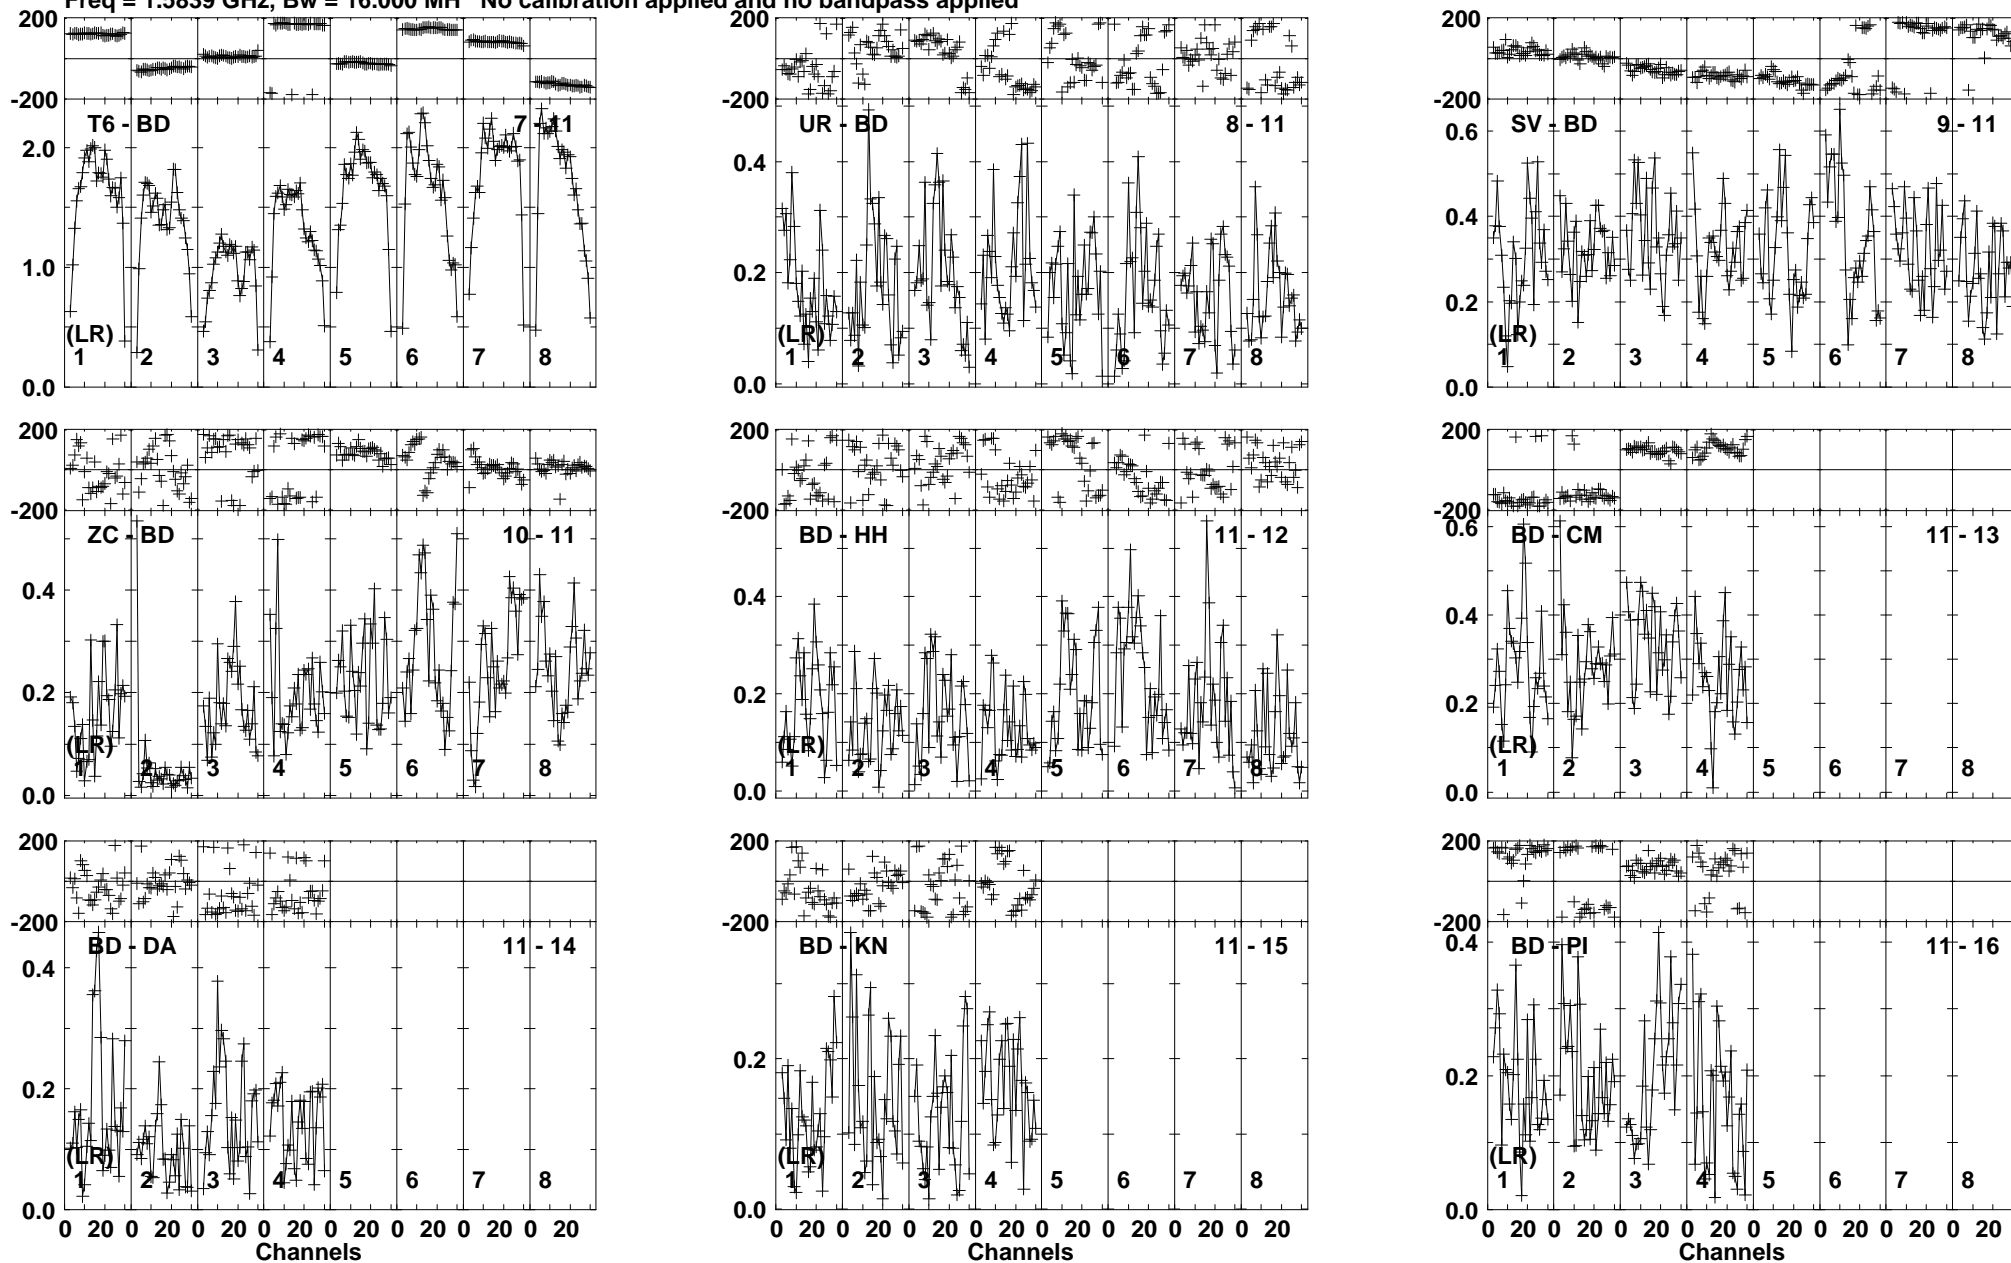 Freq = 1.5839 GHz, Bw = 16.000 MH No calibration applied and no bandpass applied
200
-200
T6 - BD 7 - 11
2.0
1.0
0.0
(LR)
1 2 3 4 5 6 7 8
200
-200
UR - BD 8 - 11
0.4
0.2
0.0
(LR)
1 2 3 4 5 6 7 8
200
-200
SV - BD 9 - 11
0.6
0.4
0.2
0.0
(LR)
1 2 3 4 5 6 7 8
200
-200
ZC - BD 10 - 11
0.4
0.2
0.0
(LR)
1 2 3 4 5 6 7 8
200
-200
BD - HH 11 - 12
0.4
0.2
0.0
(LR)
1 2 3 4 5 6 7 8
200
-200
BD - CM 11 - 13
0.6
0.4
0.2
0.0
(LR)
1 2 3 4 5 6 7 8
200
-200
BD - DA 11 - 14
0.4
0.2
0.0
(LR)
1 2 3 4 5 6 7 8
0 20 0 20 0 20 0 20 0 20 0 20 0 20 0 20
Channels
200
-200
BD - KN 11 - 15
0.2
0.0
(LR)
1 2 3 4 5 6 7 8
0 20 0 20 0 20 0 20 0 20 0 20 0 20 0 20
Channels
200
-200
BD - PI 11 - 16
0.4
0.2
0.0
(LR)
1 2 3 4 5 6 7 8
0 20 0 20 0 20 0 20 0 20 0 20 0 20 0 20
Channels